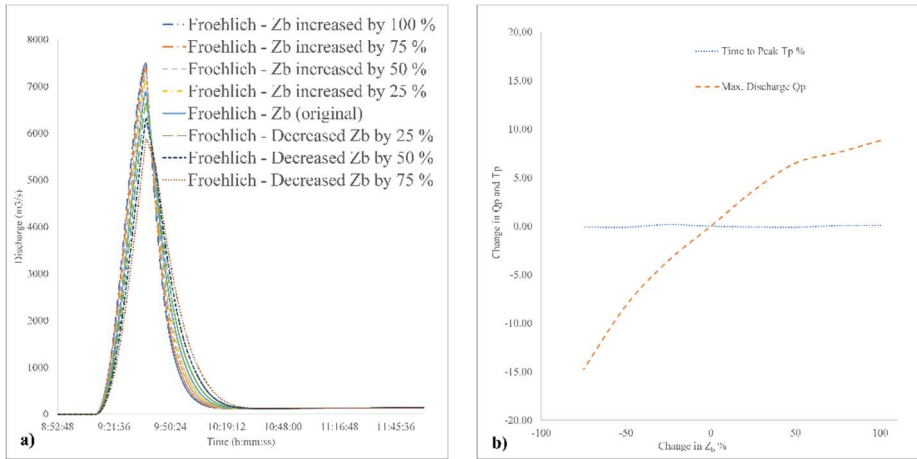 Froehlich - Zb increased by 100 %
Froehlich - Zb increased by 75 %
Froehlich - Zb increased by 50 %
Froehlich - Zb increased by 25 %
Froehlich - Zb (original)
Froehlich - Decreased Zb by 25 %
Froehlich - Decreased Zb by 50 %
Froehlich - Decreased Zb by 75 %
8000
7000
6000
5000
4000
3000
2000
1000
0
Discharge (m3/s)
8:52:48 9:21:36 9:50:24 10:19:12 10:48:00 11:16:48 11:45:36
Time (h:mm:ss)
a)
20.00
15.00
10.00
5.00
0.00
-5.00
-10.00
-15.00
-20.00
Change in Qp and Tp
Time to Peak Tp %
Max. Discharge Qp
-100 -50 0 50 100
Change in Zb %
b)